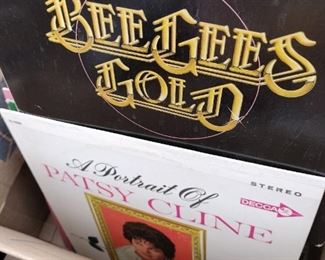 BEE GEES
GOLD
A Portrait Of
PATSY CLINE
STEREO
DECCA